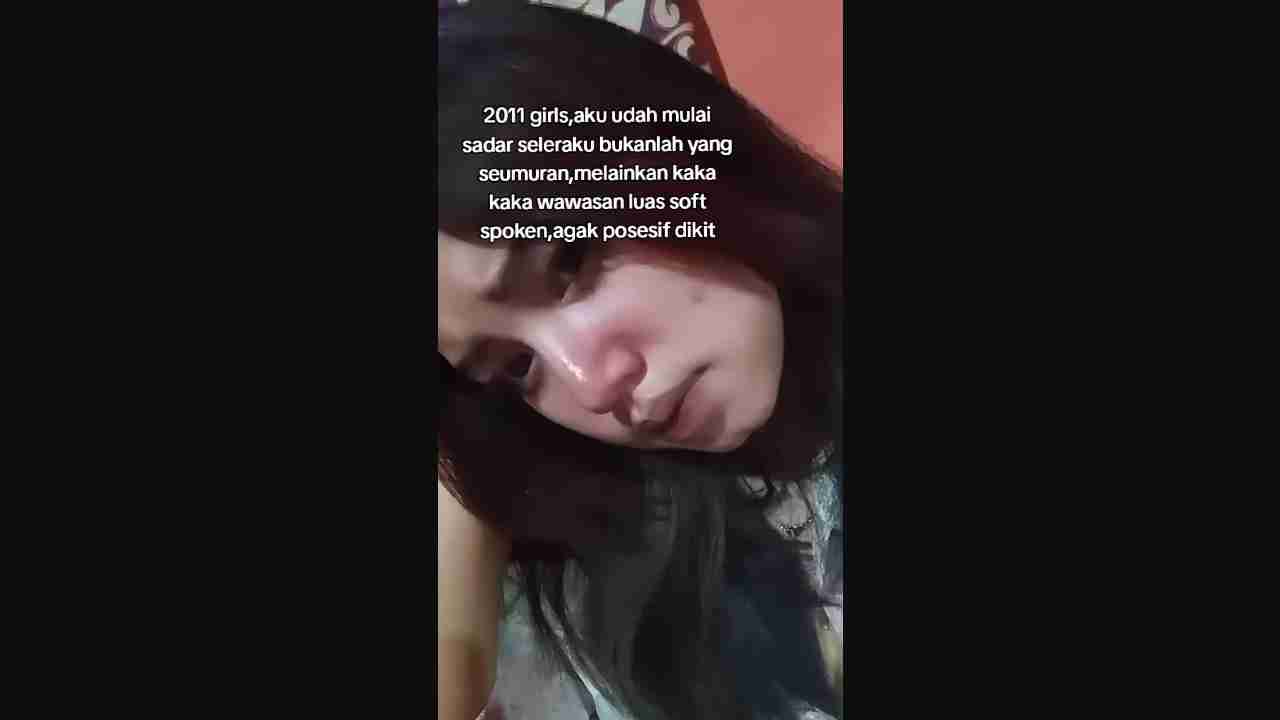 2011 girls,aku udah mulai
sadar seleraku bukanlah yang
seumuran,melainkan kaka
kaka wawasan luas soft
spoken,agak posesif dikit